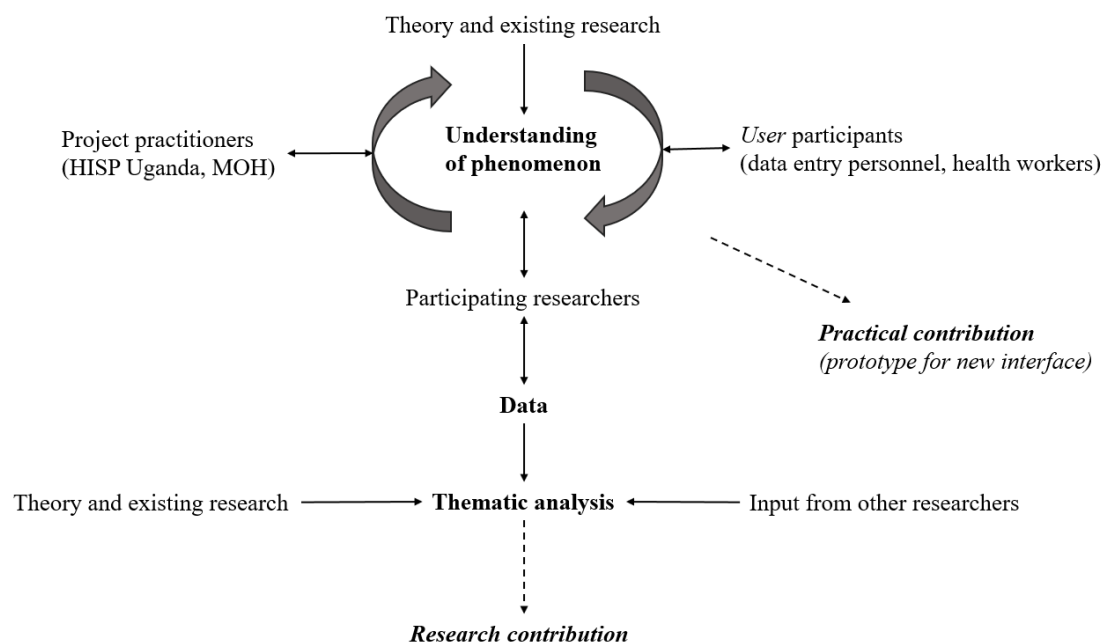 Theory and existing research
Project practitioners
(HISP Uganda, MOH)
Understanding
of phenomenon
User participants
(data entry personnel, health workers)
Participating researchers
Practical contribution
(prototype for new interface)
Data
Theory and existing research
Thematic analysis
Input from other researchers
Research contribution